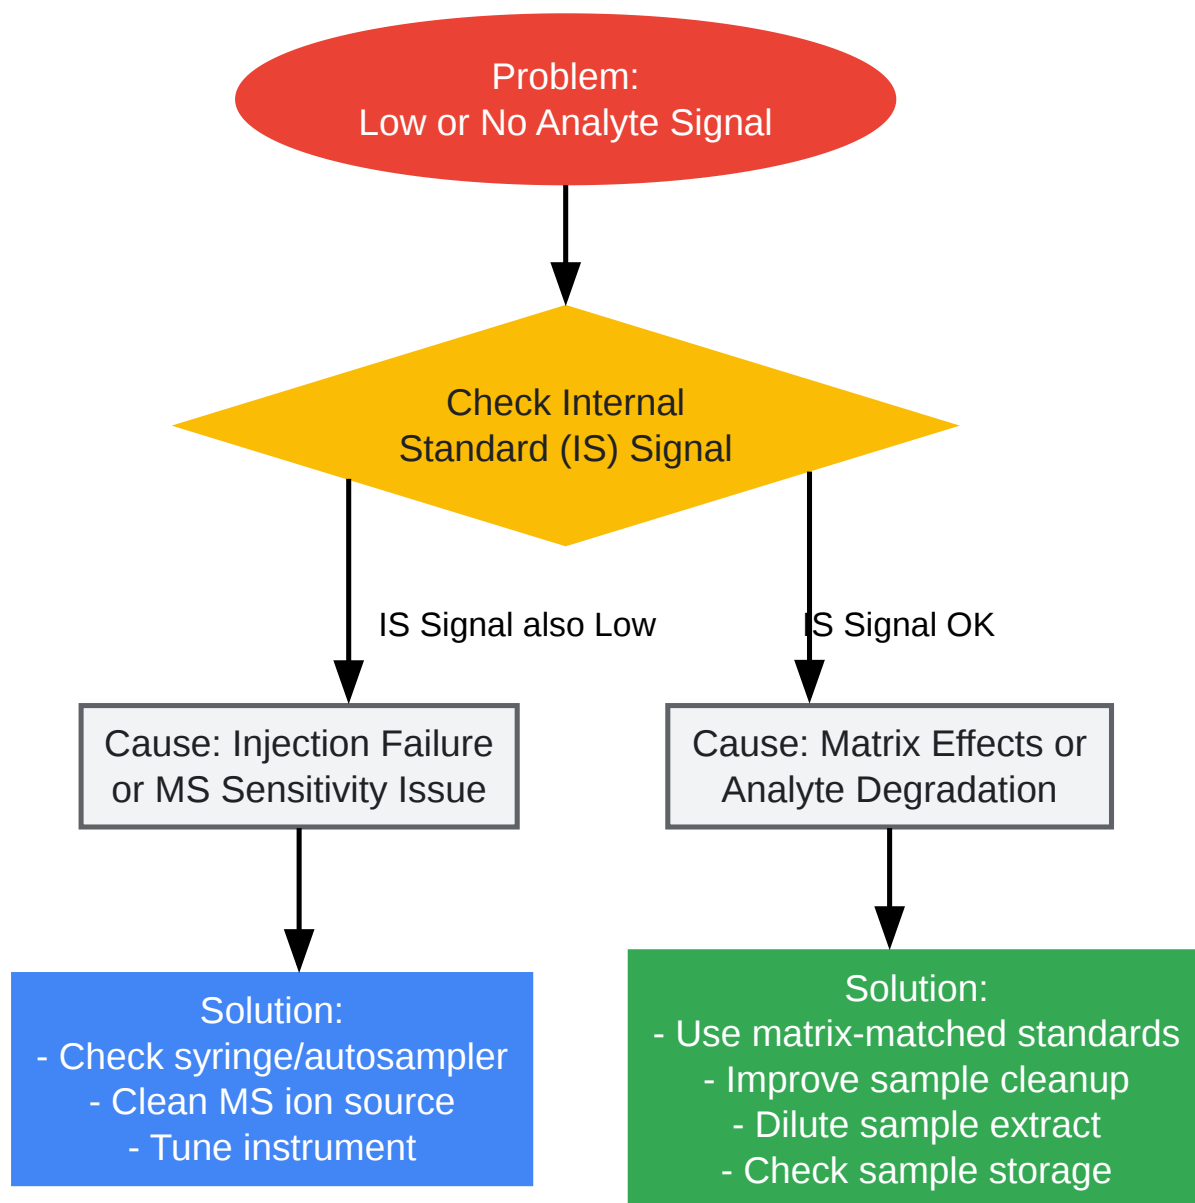 Problem:
Low or No Analyte Signal
Check Internal
Standard (IS) Signal
IS Signal also Low
IS Signal OK
Cause: Injection Failure
or MS Sensitivity Issue
Cause: Matrix Effects or
Analyte Degradation
Solution:
- Check syringe/autosampler
- Clean MS ion source
- Tune instrument
Solution:
- Use matrix-matched standards
- Improve sample cleanup
- Dilute sample extract
- Check sample storage